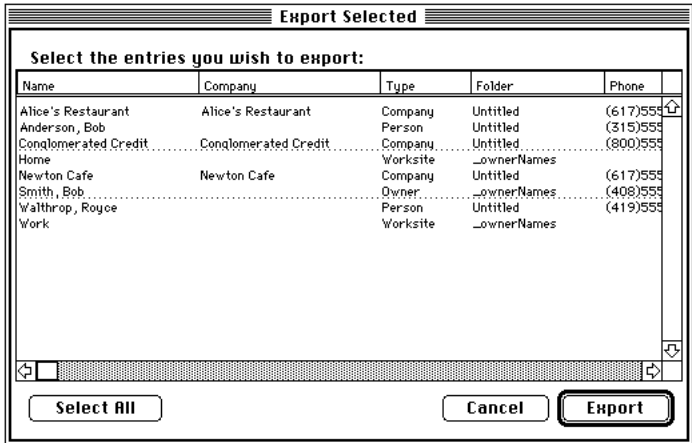 Export Selected
Select the entries you wish to export:
Name Company Type Folder Phone
Alice's Restaurant Alice's Restaurant Company Untitled (617)555
Anderson, Bob Person Untitled (315)555
Conglomerated Credit Conglomerated Credit Company Untitled (800)555
Home Worksite _ownerNames
Newton Cafe Newton Cafe Company Untitled (617)555
Smith, Bob Owner _ownerNames (408)555
Walthrop, Royce Person Untitled (419)555
Work Worksite _ownerNames
Select All Cancel Export